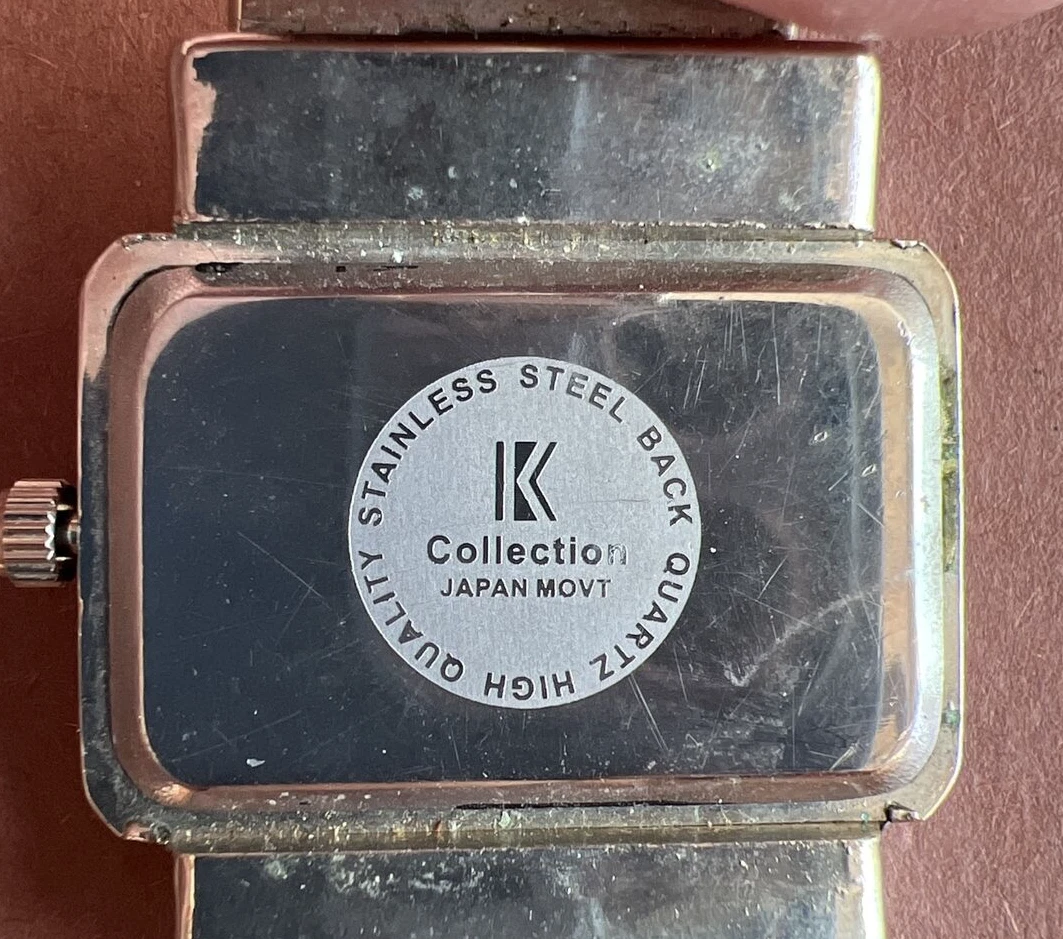 STAINLESS STEEL BACK QUARTZ HIGH QUALITY
K
Collection
JAPAN MOVT